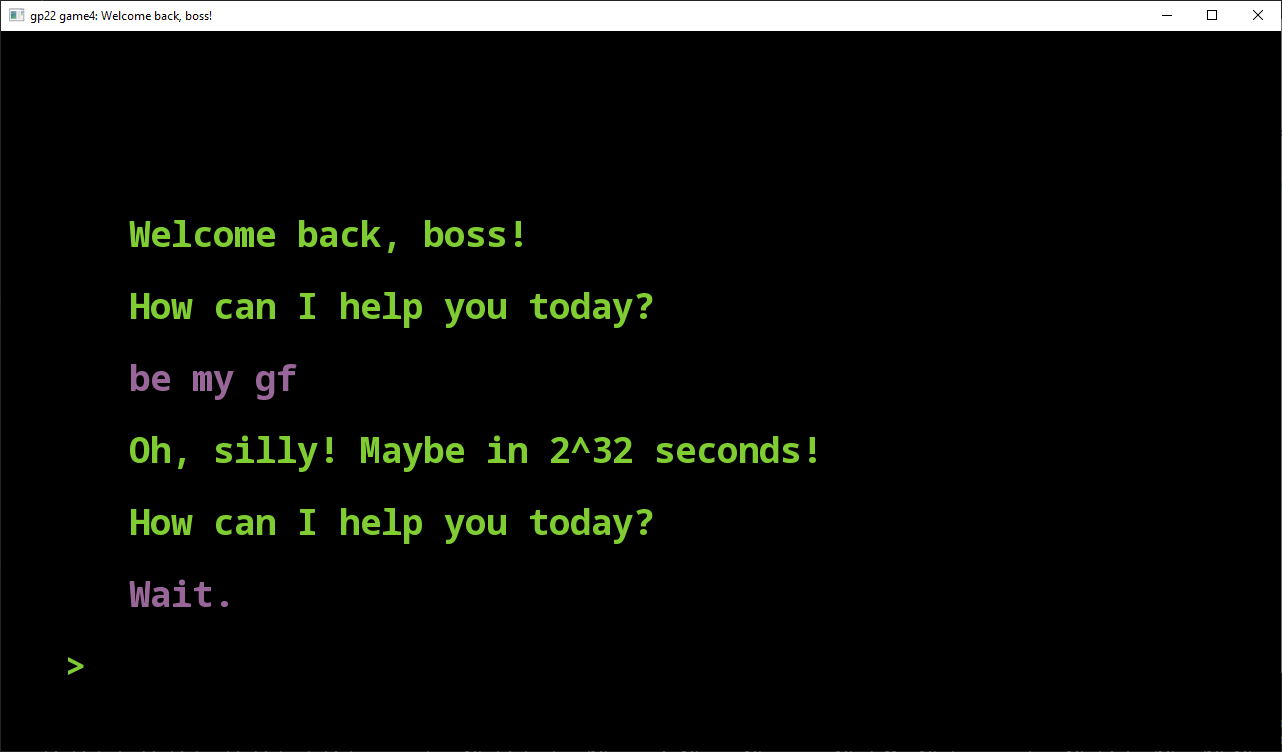 gp22 game4: Welcome back, boss!
Welcome back, boss!
How can I help you today?
be my gf
Oh, silly! Maybe in 2^32 seconds!
How can I help you today?
Wait.
>